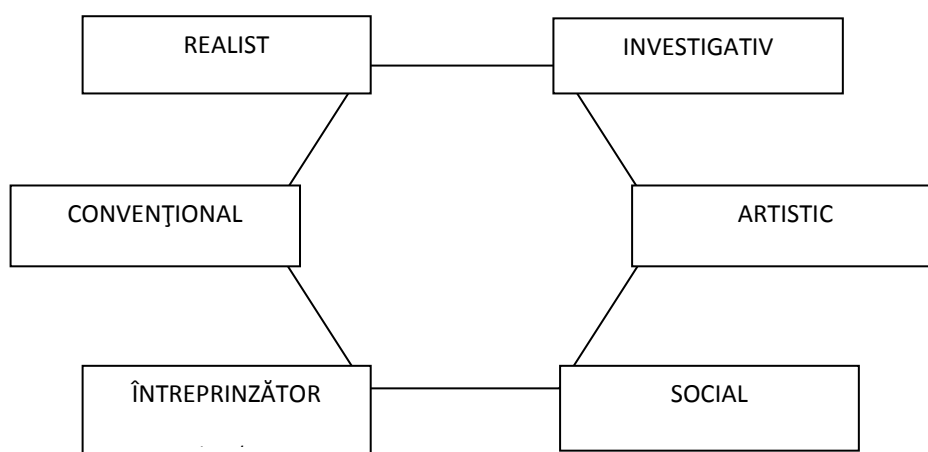 REALIST
INVESTIGATIV
CONVENŢIONAL
ARTISTIC
ÎNTREPRINZĂTOR
SOCIAL